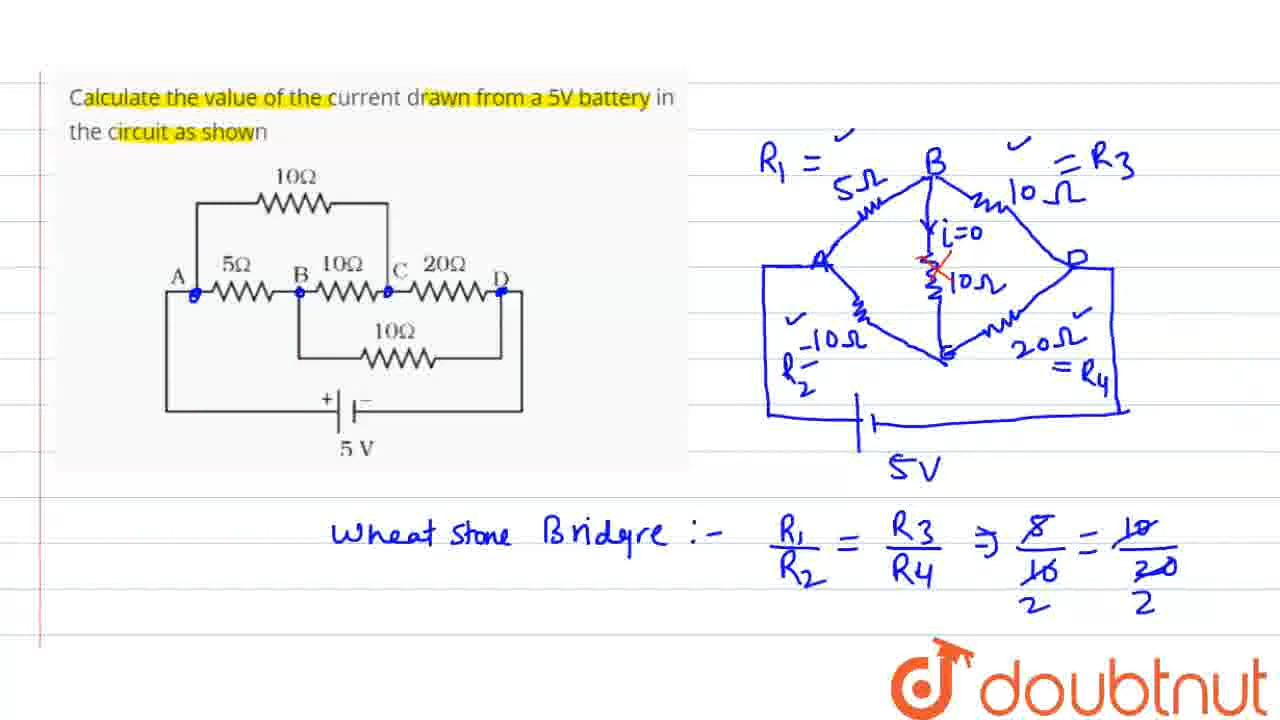 Calculate the value of the current drawn from a 5V battery in
the circuit as shown
10Ω
A 5Ω B 10Ω C 20Ω D
10Ω
+ −
5 V
R1 = 5Ω B 10Ω = R3
i=0
A 10Ω D
10Ω 20Ω
R2 = R4
5V
Wheat stone Bridgre :- R1/R2 = R3/R4 ⇒ 5/10 = 10/20
2 2
doubtnut